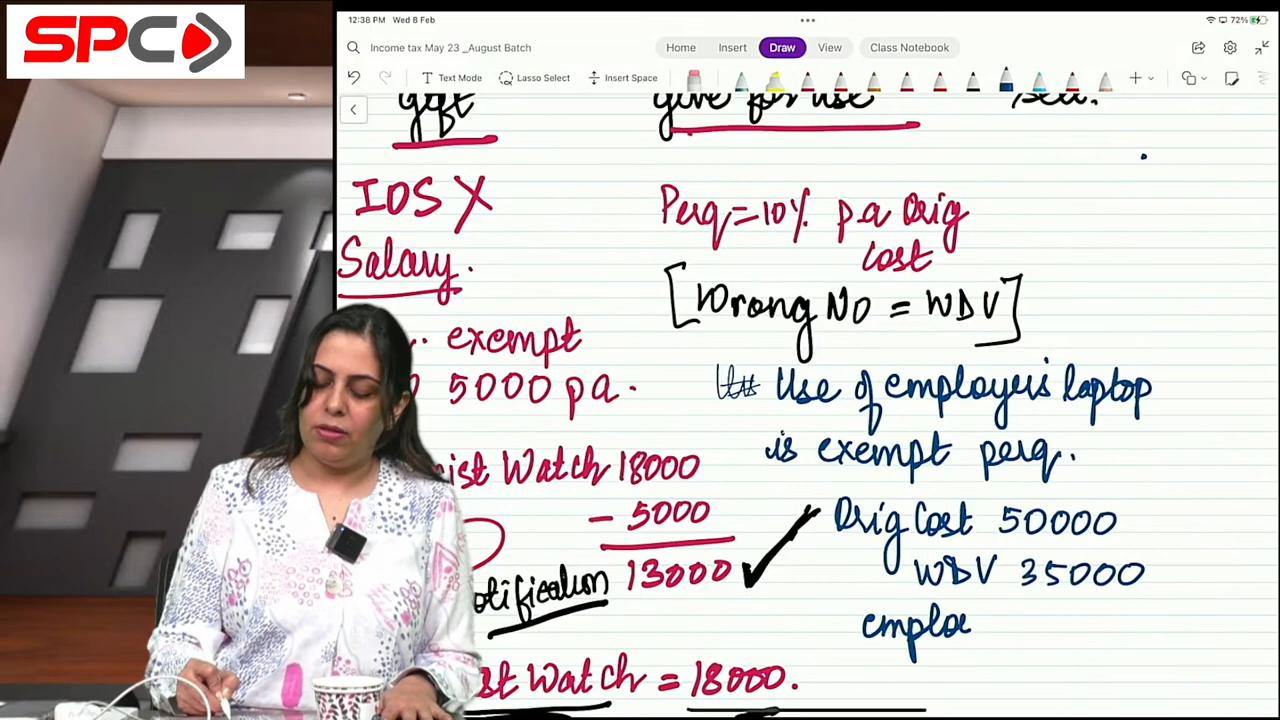 SPC
12:38 PM Wed 8 Feb
72%
Income tax May 23 _August Batch
Home Insert Draw View Class Notebook
Text Mode Lasso Select Insert Space
gift give for use
IOS X
Salary.
Perq = 10% pa Orig
Cost
[Wrong No = WDV]
exempt
5000 pa.
Use of employer's laptop
is exempt perq.
ist Watch 18000
- 5000
13000
Orig Cost 50000
WDV 35000
otification
emploe
st Watch = 18000.